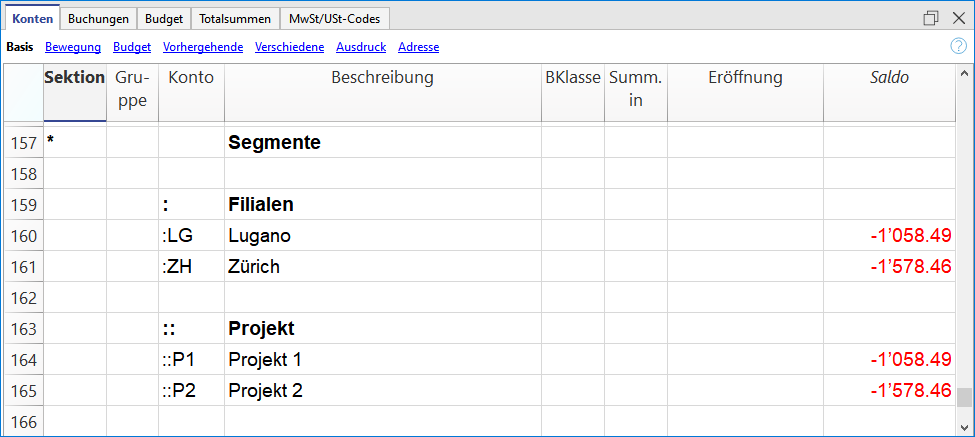 Konten Buchungen Budget Totalsummen MwSt/USt-Codes
Basis Bewegung Budget Vorhergehende Verschiedene Ausdruck Adresse ?
Sektion Gru- Konto Beschreibung BKlasse Summ. Eröffnung Saldo
ppe in
157 * Segmente
158
159 : Filialen
160 :LG Lugano -1’058.49
161 :ZH Zürich -1’578.46
162
163 :: Projekt
164 ::P1 Projekt 1 -1’058.49
165 ::P2 Projekt 2 -1’578.46
166